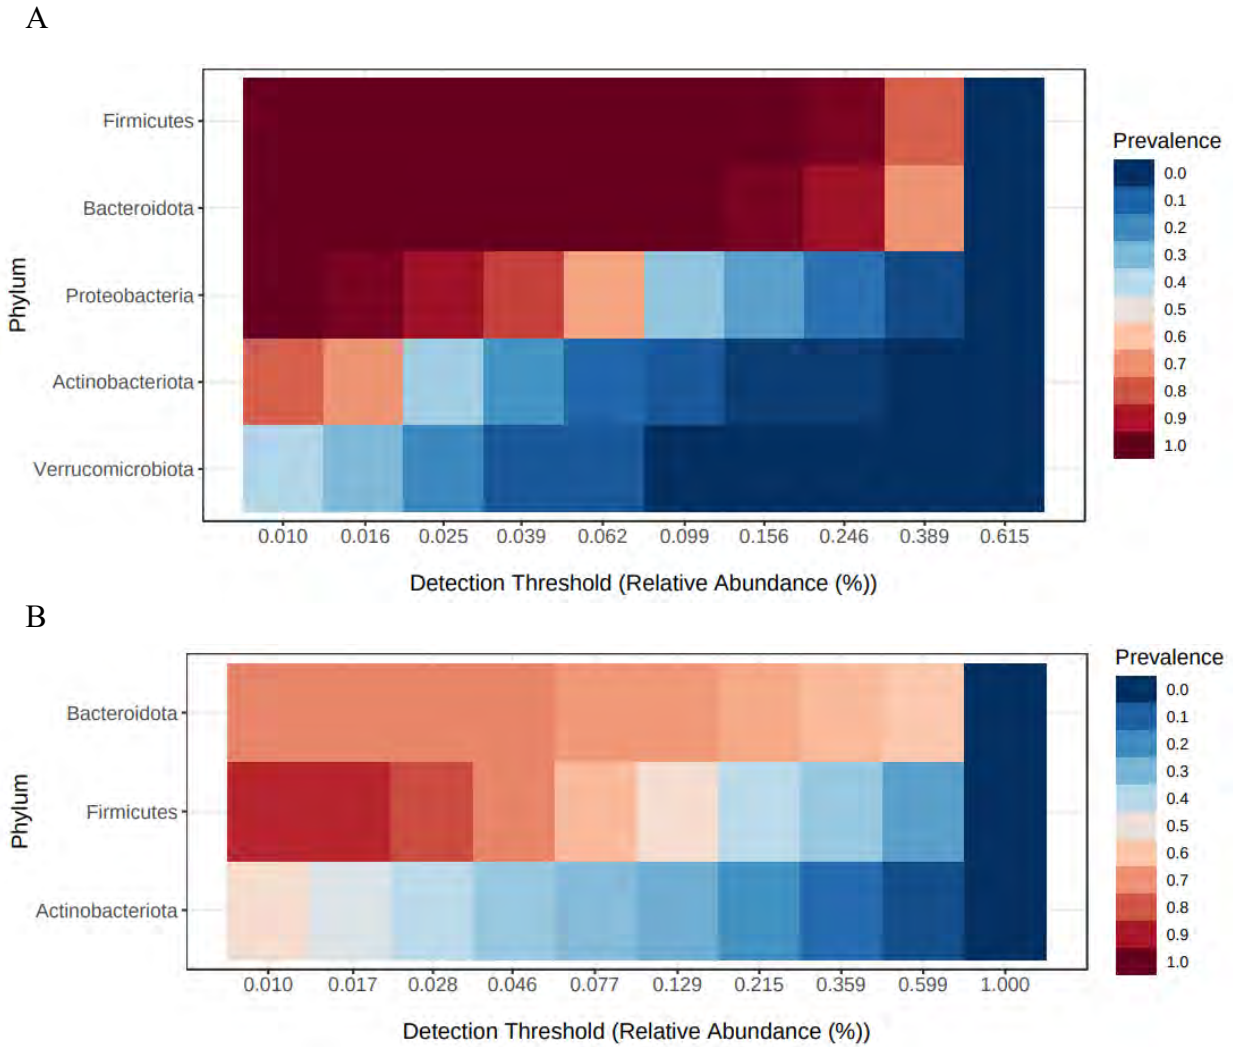 A
Firmicutes
Bacteroidota
Proteobacteria
Actinobacteriota
Verrucomicrobiota
Phylum
0.010 0.016 0.025 0.039 0.062 0.099 0.156 0.246 0.389 0.615
Detection Threshold (Relative Abundance (%))
Prevalence
0.0
0.1
0.2
0.3
0.4
0.5
0.6
0.7
0.8
0.9
1.0
B
Bacteroidota
Firmicutes
Actinobacteriota
Phylum
0.010 0.017 0.028 0.046 0.077 0.129 0.215 0.359 0.599 1.000
Detection Threshold (Relative Abundance (%))
Prevalence
0.0
0.1
0.2
0.3
0.4
0.5
0.6
0.7
0.8
0.9
1.0